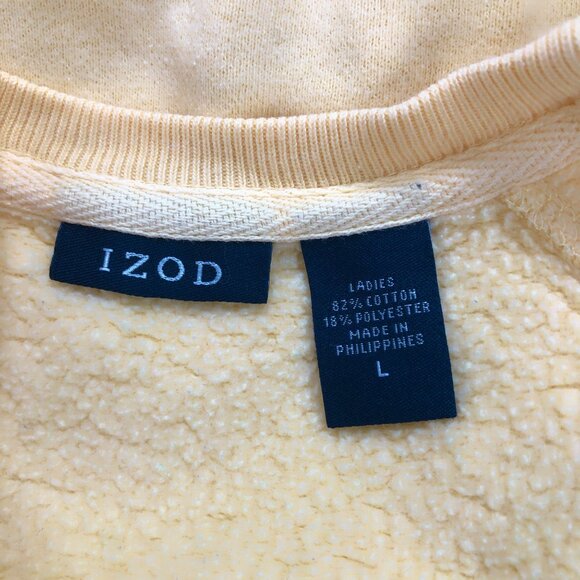 IZOD
LADIES
82% COTTON
18% POLYESTER
MADE IN
PHILIPPINES
L